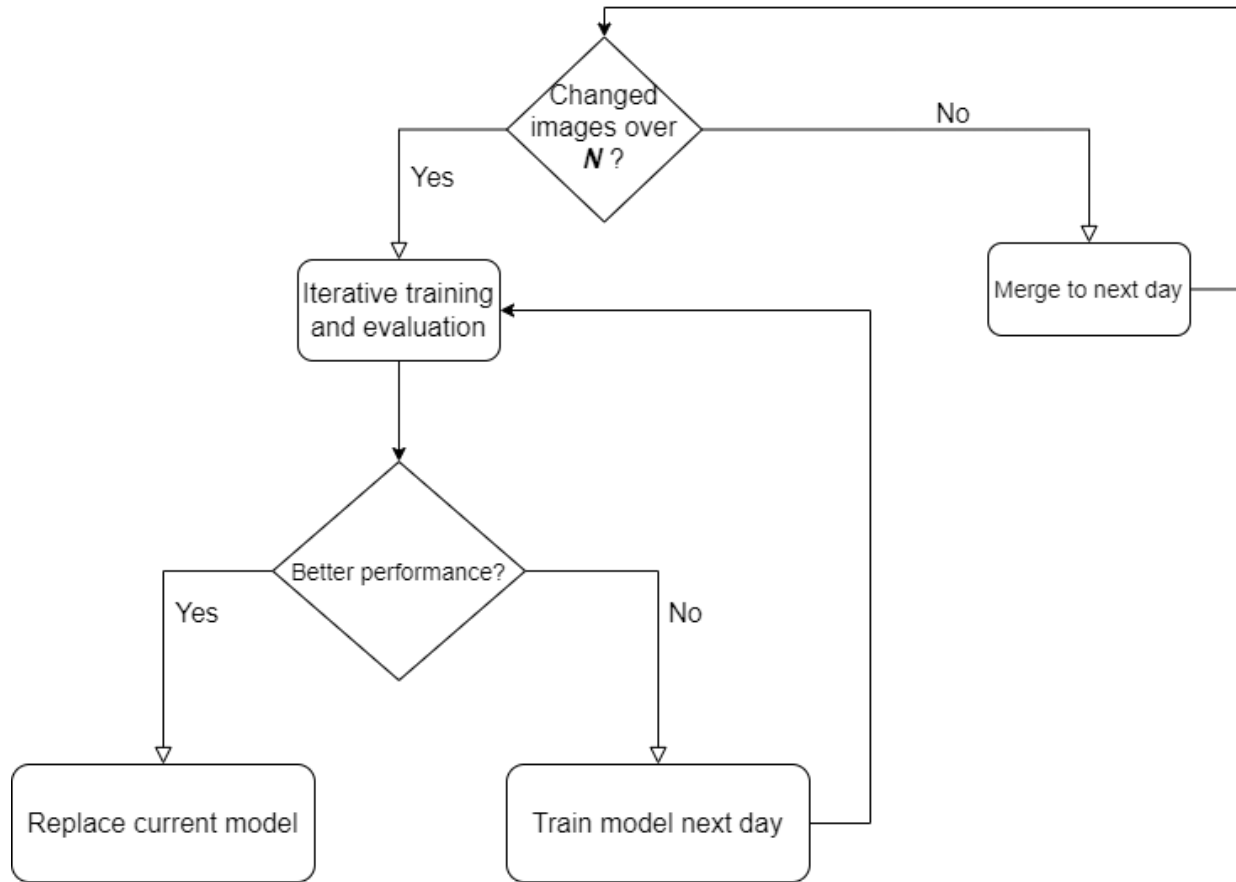 Changed
images over
N ?
No
Yes
Merge to next day
Iterative training
and evaluation
Better performance?
Yes
No
Replace current model
Train model next day